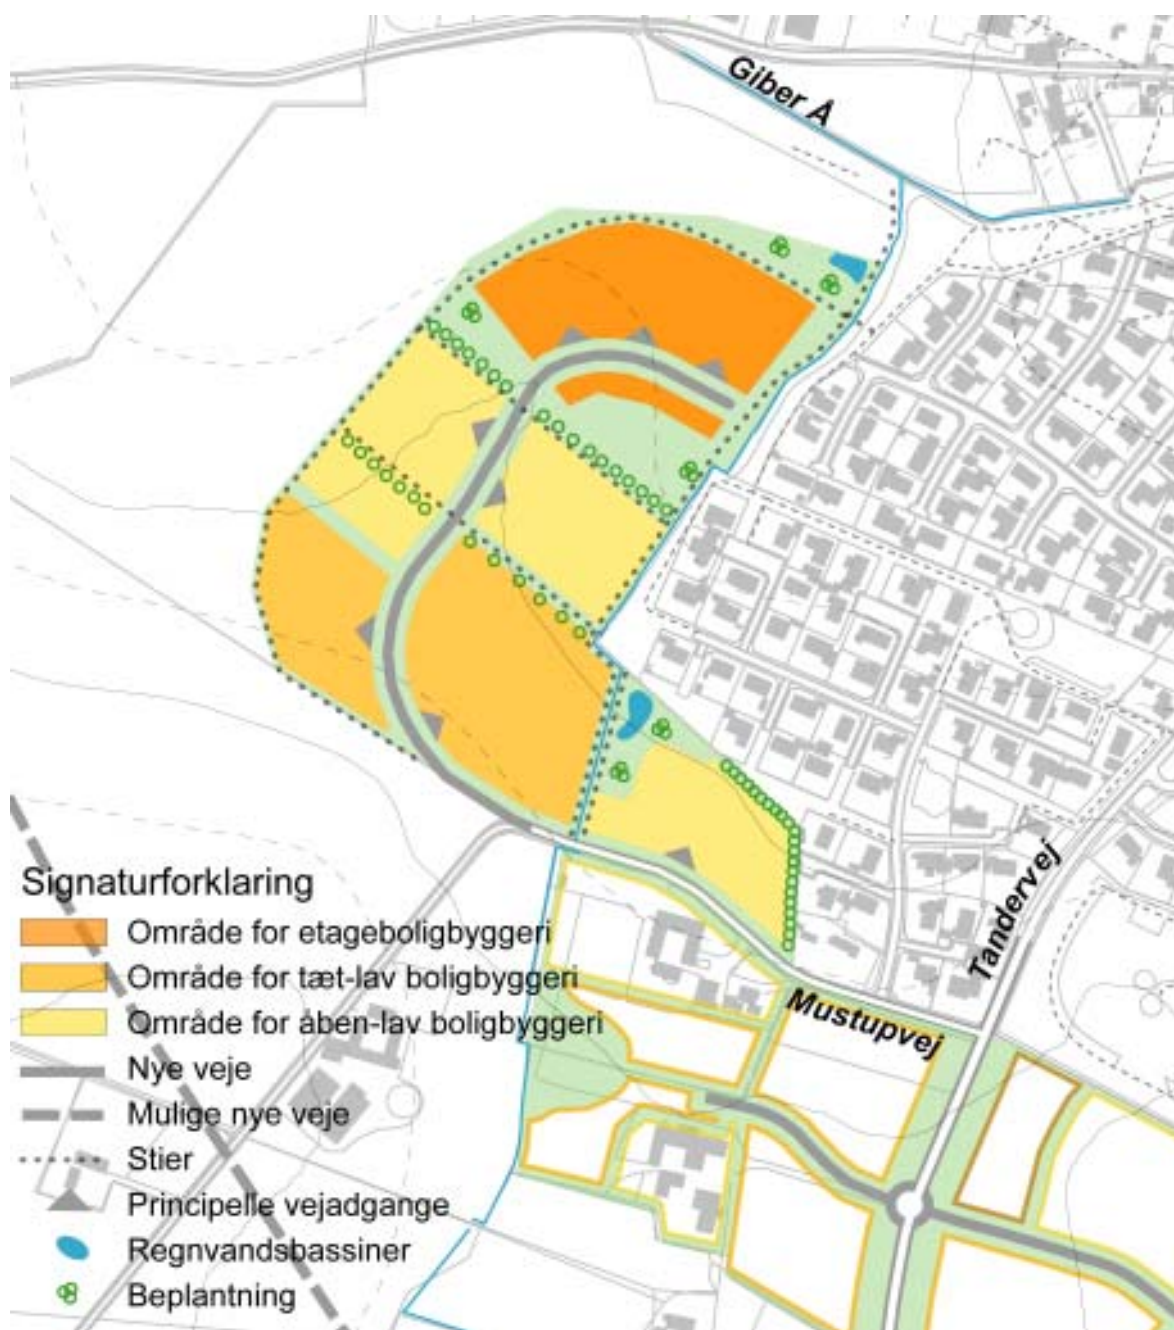 Giber Å
Tandervej
Mustupvej
Signaturforklaring
Område for etageboligbyggeri
Område for tæt-lav boligbyggeri
Område for åben-lav boligbyggeri
Nye veje
Mulige nye veje
Stier
Principelle vejadgange
Regnvandsbassiner
Beplantning